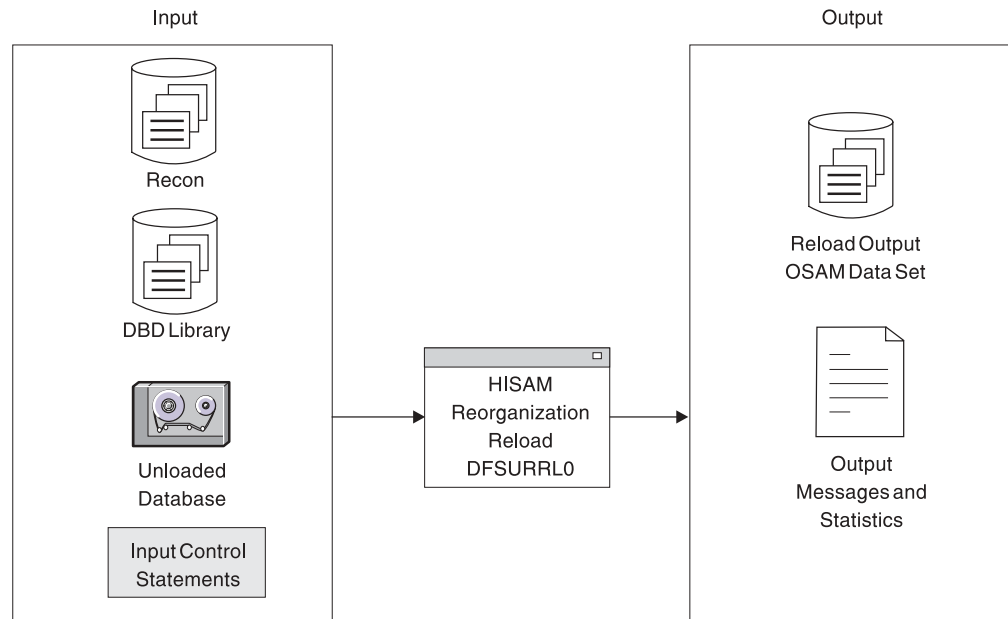 Input
Recon
DBD Library
Unloaded
Database
Input Control
Statements
HISAM
Reorganization
Reload
DFSURRL0
Output
Reload Output
OSAM Data Set
Output
Messages and
Statistics